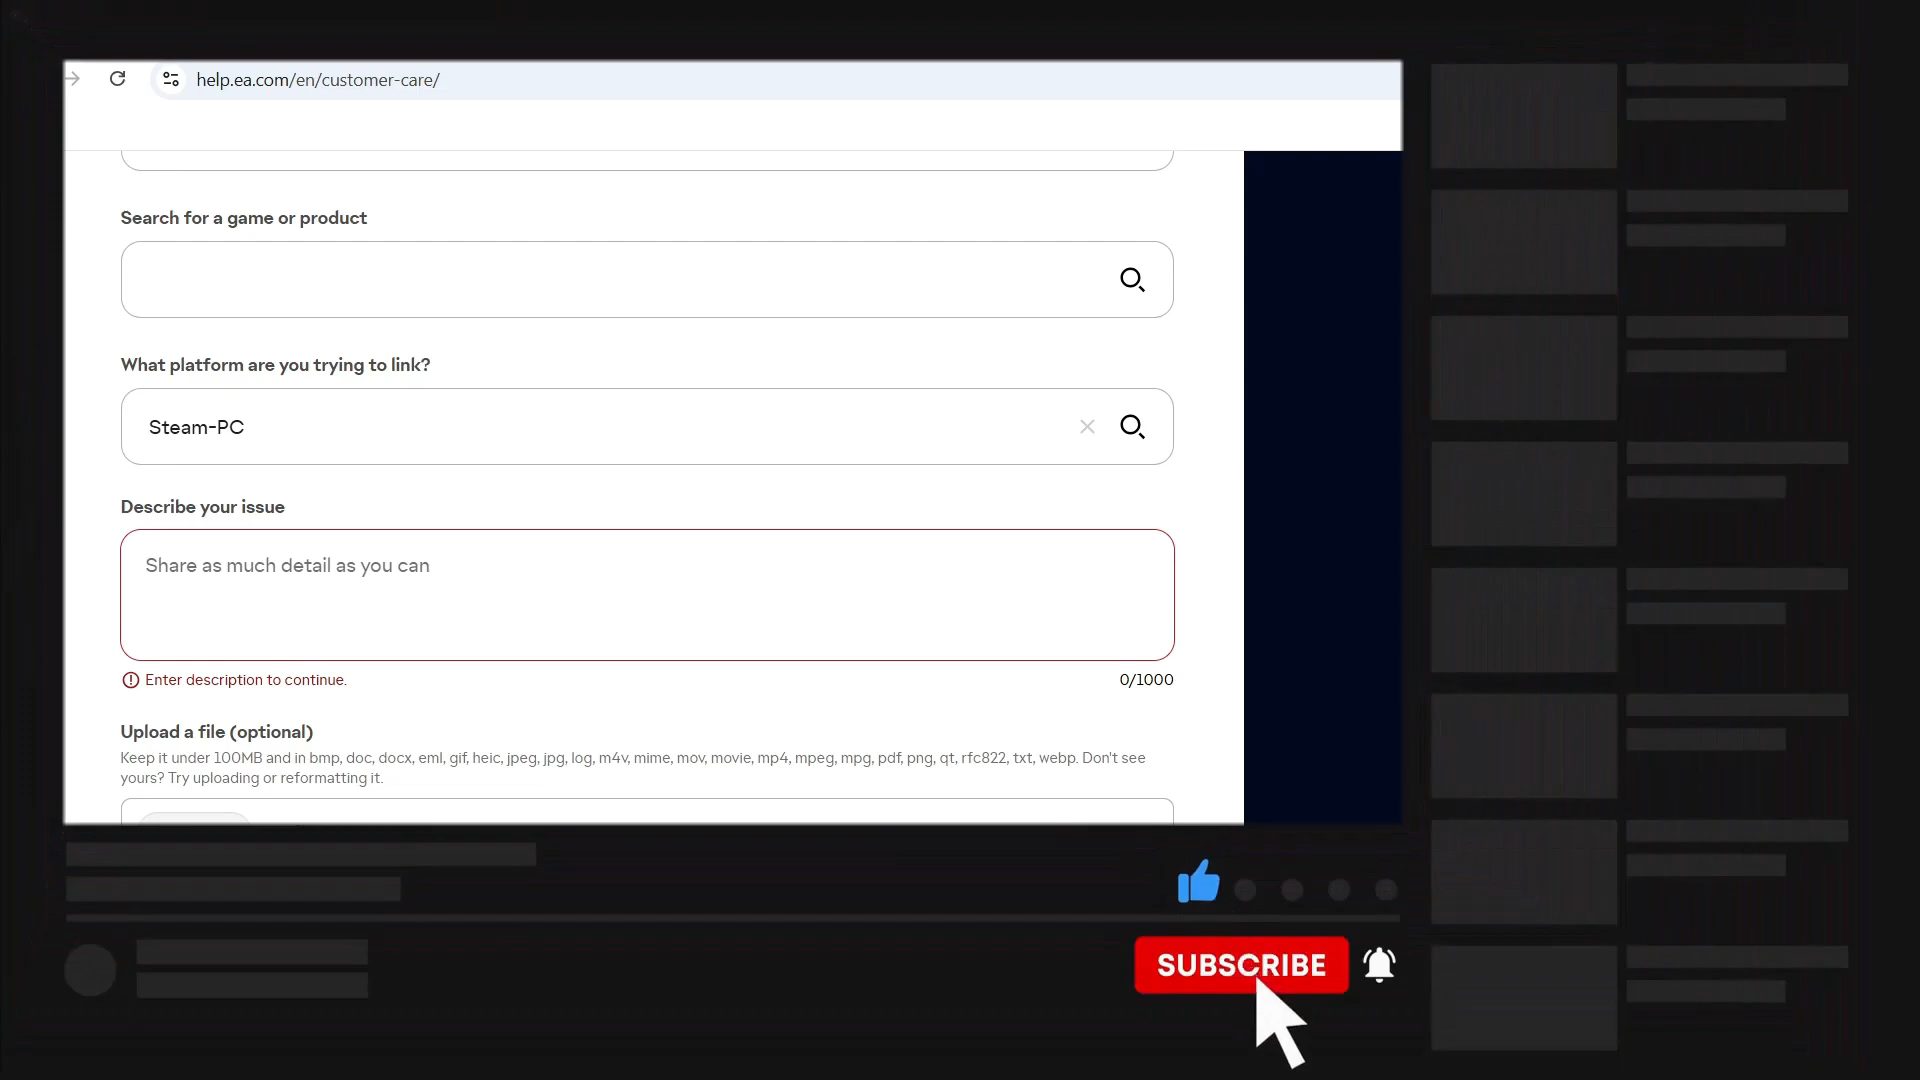 help.ea.com/en/customer-care/
Search for a game or product
What platform are you trying to link?
Steam-PC
Describe your issue
Share as much detail as you can
Enter description to continue.
0/1000
Upload a file (optional)
Keep it under 100MB and in bmp, doc, docx, eml, gif, heic, jpeg, jpg, log, m4v, mime, mov, movie, mp4, mpeg, mpg, pdf, png, qt, rfc822, txt, webp. Don't see
yours? Try uploading or reformatting it.
SUBSCRIBE